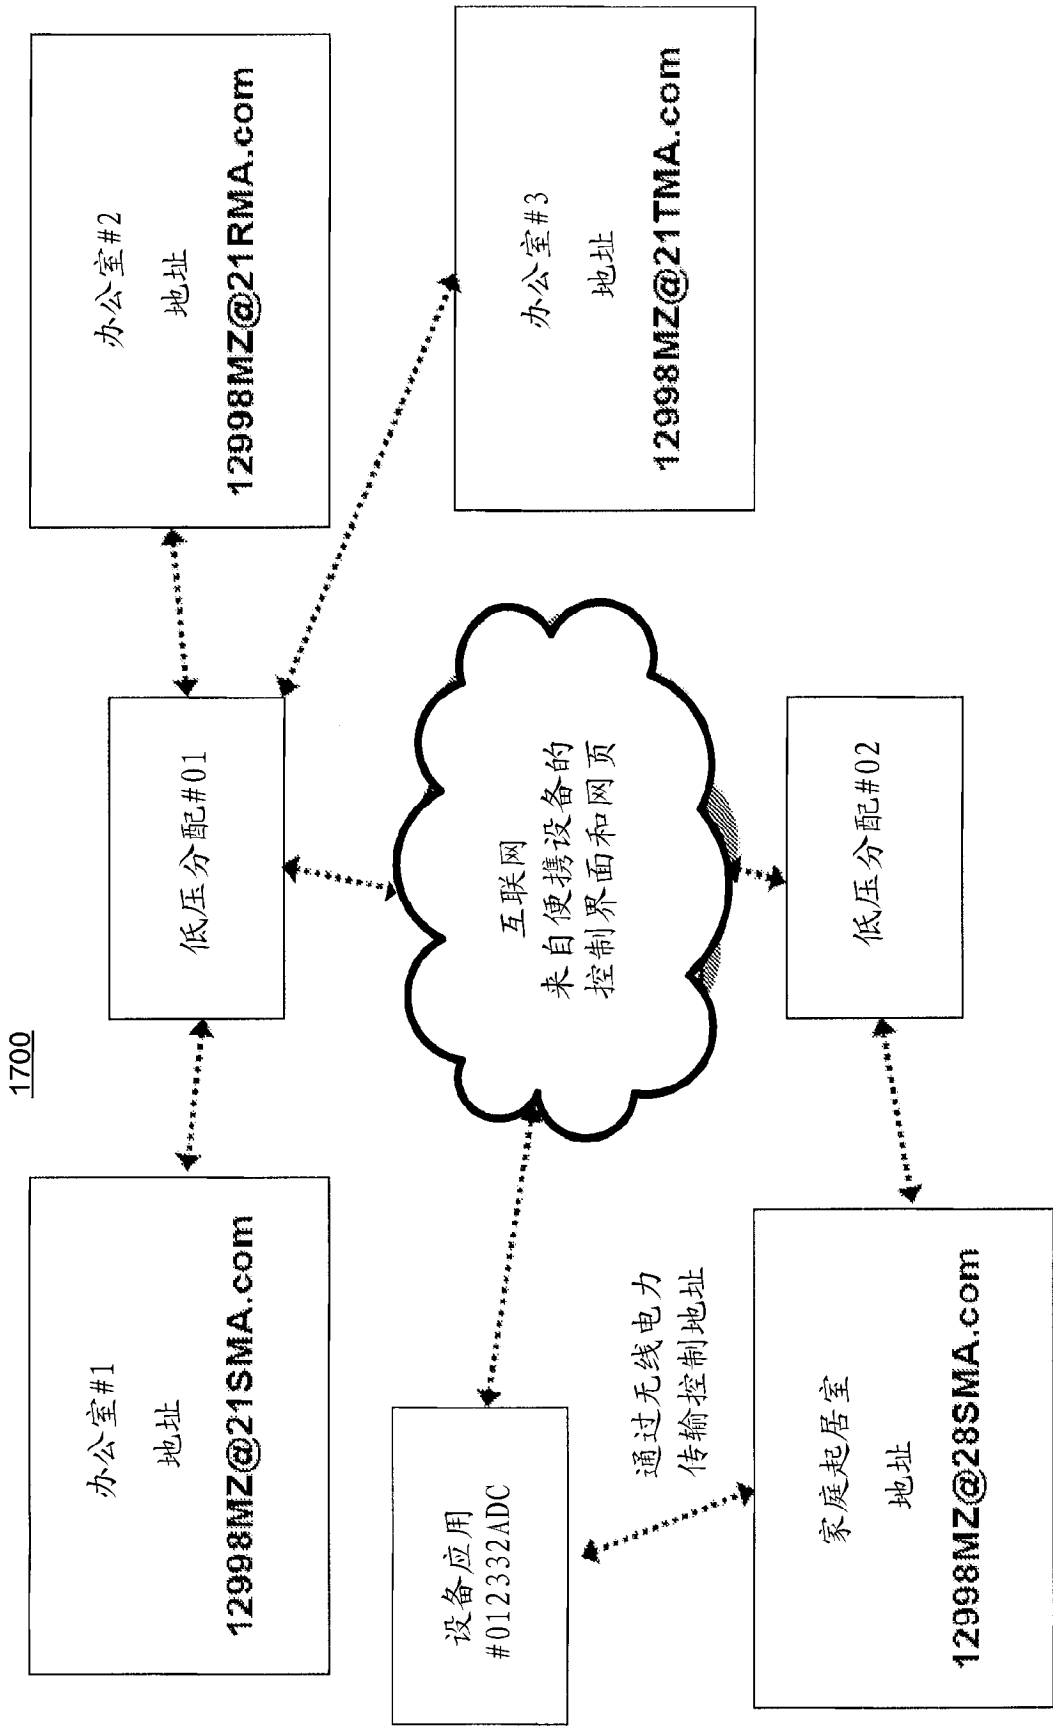 1700
办公室#1
地址
12998MZ@21SMA.com
低压分配#01
办公室#2
地址
12998MZ@21RMA.com
设备应用
#012332ADC
互联网
来自便携设备的
控制界面和网页
办公室#3
地址
12998MZ@21TMA.com
通过无线电力
传输控制地址
家庭起居室
地址
12998MZ@28SMA.com
低压分配#02